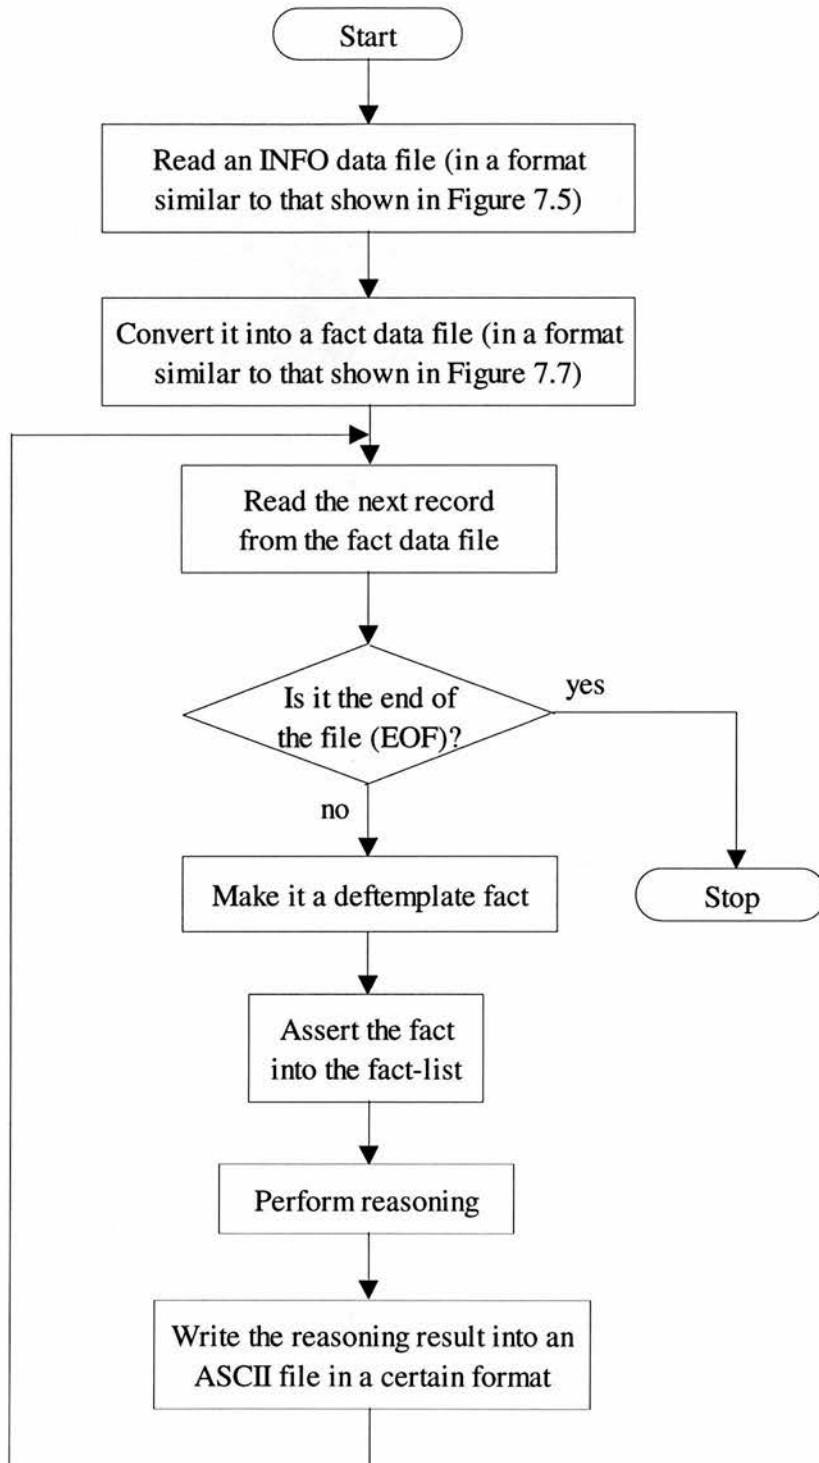 Start
Read an INFO data file (in a format
similar to that shown in Figure 7.5)
Convert it into a fact data file (in a format
similar to that shown in Figure 7.7)
Read the next record
from the fact data file
Is it the end of
the file (EOF)?
yes
no
Make it a deftemplate fact
Stop
Assert the fact
into the fact-list
Perform reasoning
Write the reasoning result into an
ASCII file in a certain format